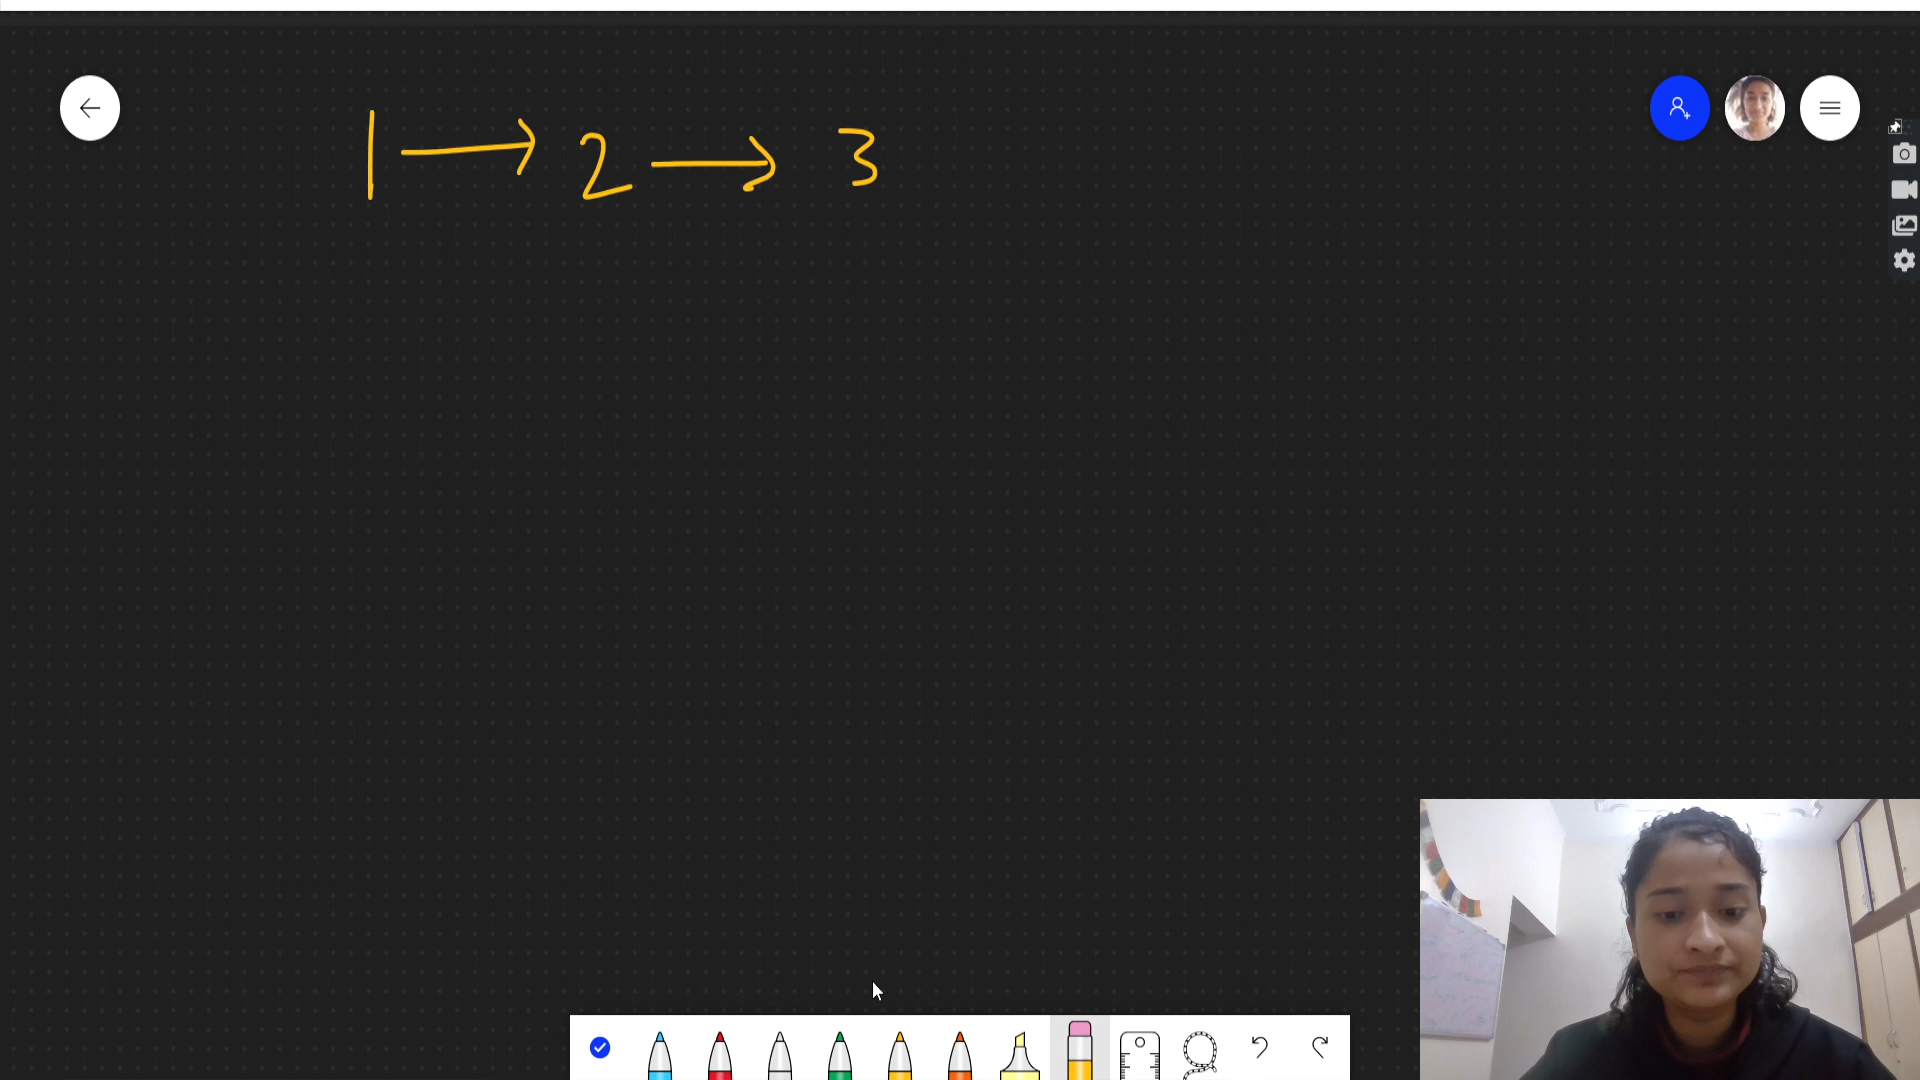 1 → 2 → 3